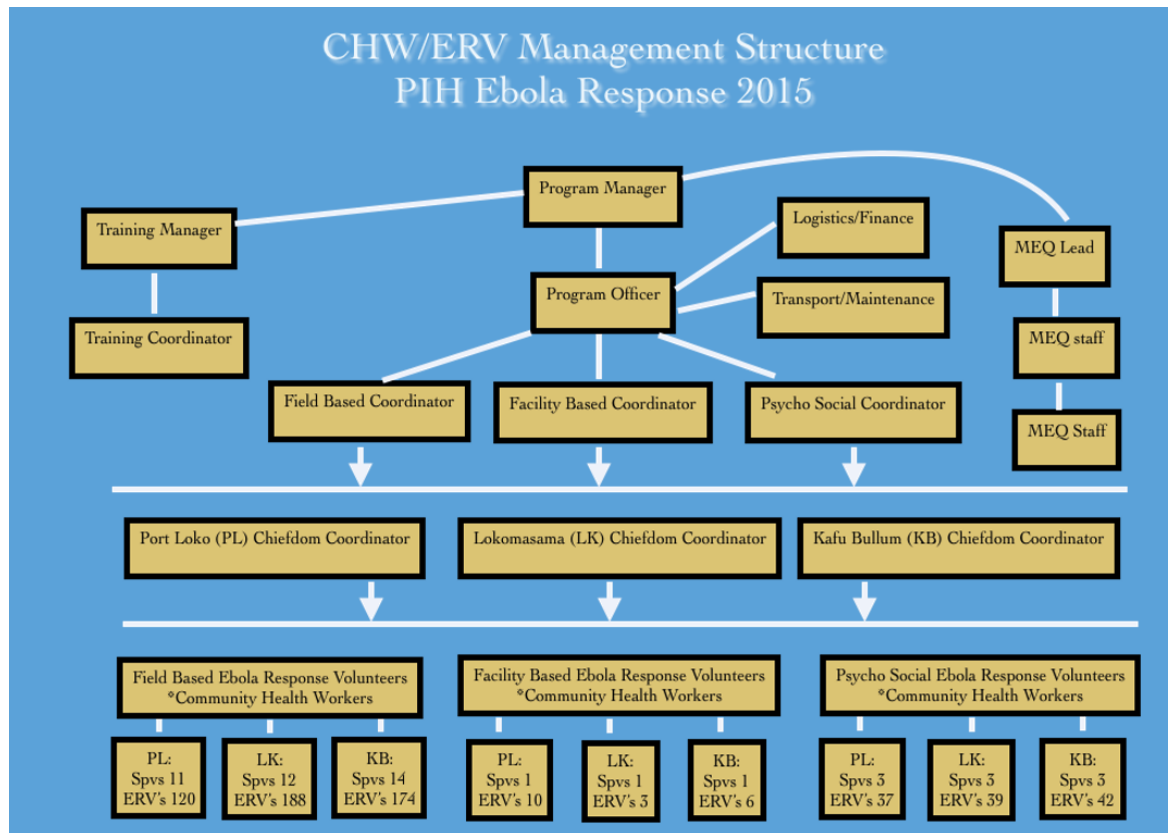 CHW/ERV Management Structure
PIH Ebola Response 2015
Program Manager
Training Manager
Logistics/Finance
MEQ Lead
Program Officer
Transport/Maintenance
Training Coordinator
MEQ staff
Field Based Coordinator
Facility Based Coordinator
Psycho Social Coordinator
MEQ Staff
Port Loko (PL) Chiefdom Coordinator
Lokomasama (LK) Chiefdom Coordinator
Kafu Bullum (KB) Chiefdom Coordinator
Field Based Ebola Response Volunteers
*Community Health Workers
Facility Based Ebola Response Volunteers
*Community Health Workers
Psycho Social Ebola Response Volunteers
*Community Health Workers
PL:
Spvs 11
ERV's 120
LK:
Spvs 12
ERV's 188
KB:
Spvs 14
ERV's 174
PL:
Spvs 1
ERV's 10
LK:
Spvs 1
ERV's 3
KB:
Spvs 1
ERV's 6
PL:
Spvs 3
ERV's 37
LK:
Spvs 3
ERV's 39
KB:
Spvs 3
ERV's 42